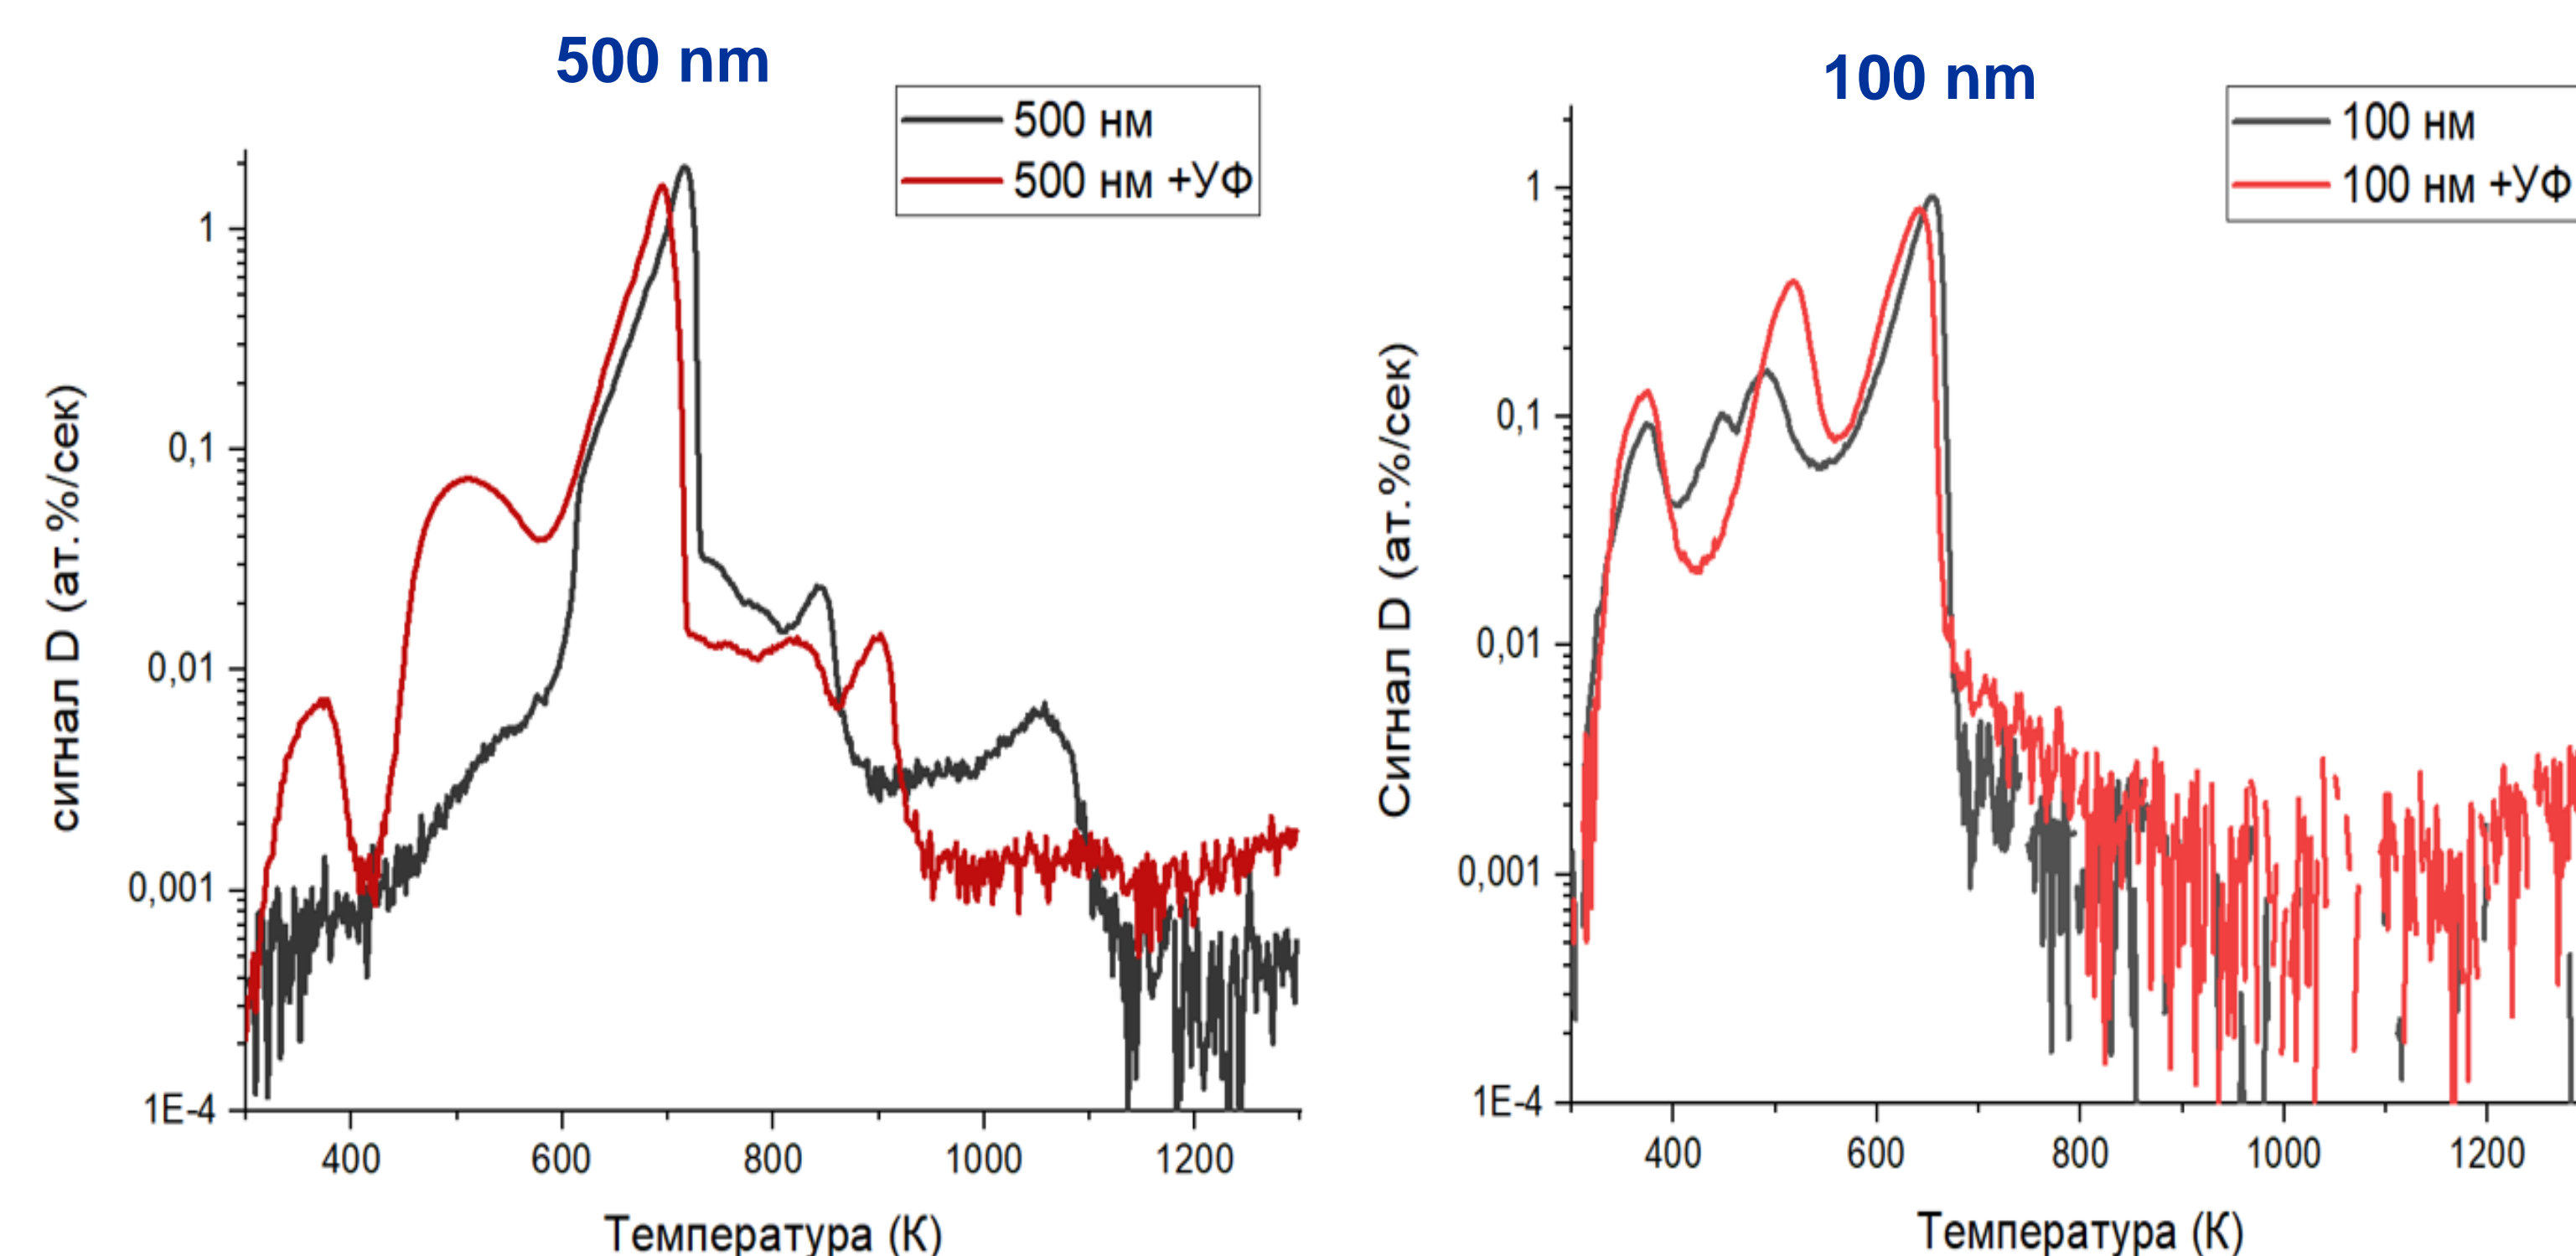 500 nm
500 нм
500 нм +УФ
сигнал D (ат.%/сек)
1
0,1
0,01
0,001
1E-4
400 600 800 1000 1200
Температура (К)
100 nm
100 нм
100 нм +УФ
Сигнал D (ат.%/сек)
1
0,1
0,01
0,001
1E-4
400 600 800 1000 1200
Температура (К)